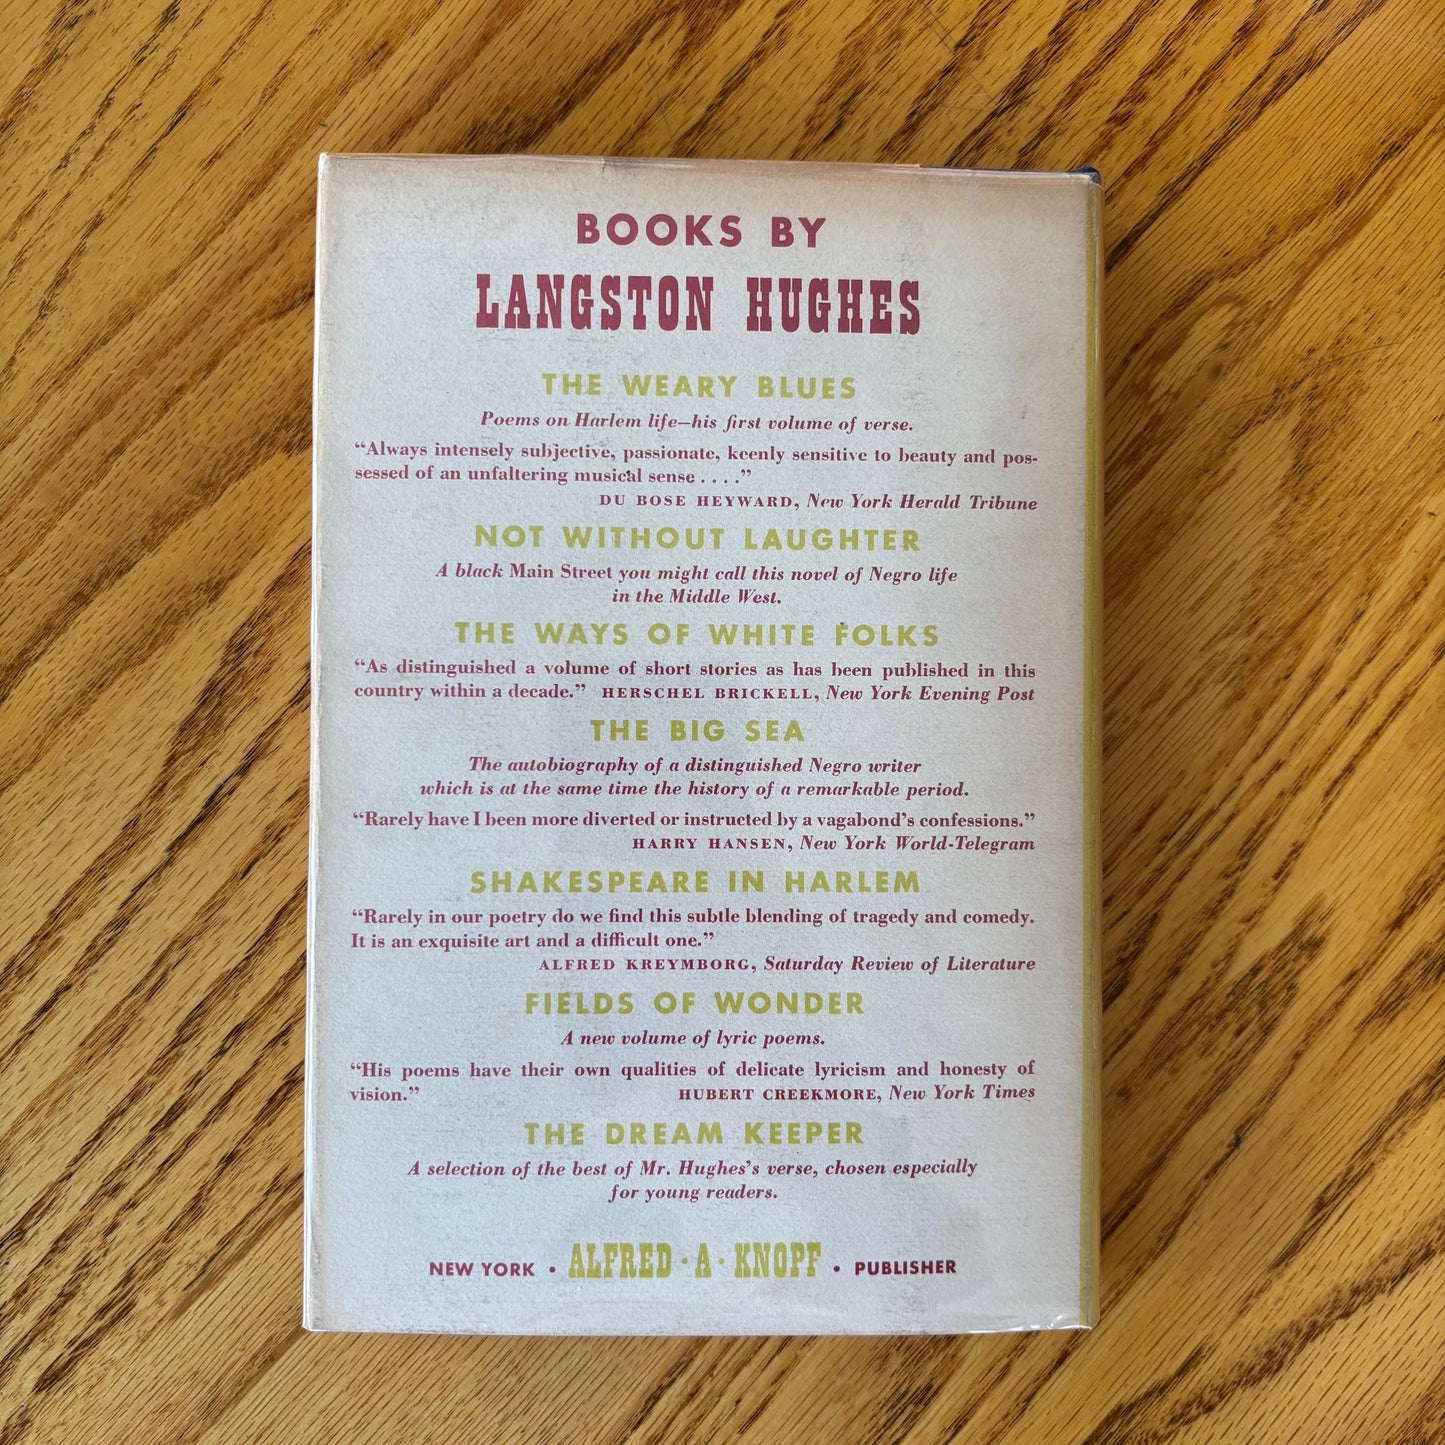 BOOKS BY
LANGSTON HUGHES
THE WEARY BLUES
Poems on Harlem life—his first volume of verse.
“Always intensely subjective, passionate, keenly sensitive to beauty and pos-
sessed of an unfaltering musical sense . . . .”
DU BOSE HEYWARD, New York Herald Tribune
NOT WITHOUT LAUGHTER
A black Main Street you might call this novel of Negro life
in the Middle West.
THE WAYS OF WHITE FOLKS
“As distinguished a volume of short stories as has been published in this
country within a decade.” HERSCHEL BRICKELL, New York Evening Post
THE BIG SEA
The autobiography of a distinguished Negro writer
which is at the same time the history of a remarkable period.
“Rarely have I been more diverted or instructed by a vagabond’s confessions.”
HARRY HANSEN, New York World-Telegram
SHAKESPEARE IN HARLEM
“Rarely in our poetry do we find this subtle blending of tragedy and comedy.
It is an exquisite art and a difficult one.”
ALFRED KREYMBORG, Saturday Review of Literature
FIELDS OF WONDER
A new volume of lyric poems.
“His poems have their own qualities of delicate lyricism and honesty of
vision.” HUBERT CREEKMORE, New York Times
THE DREAM KEEPER
A selection of the best of Mr. Hughes’s verse, chosen especially
for young readers.
NEW YORK • ALFRED · A · KNOPF • PUBLISHER